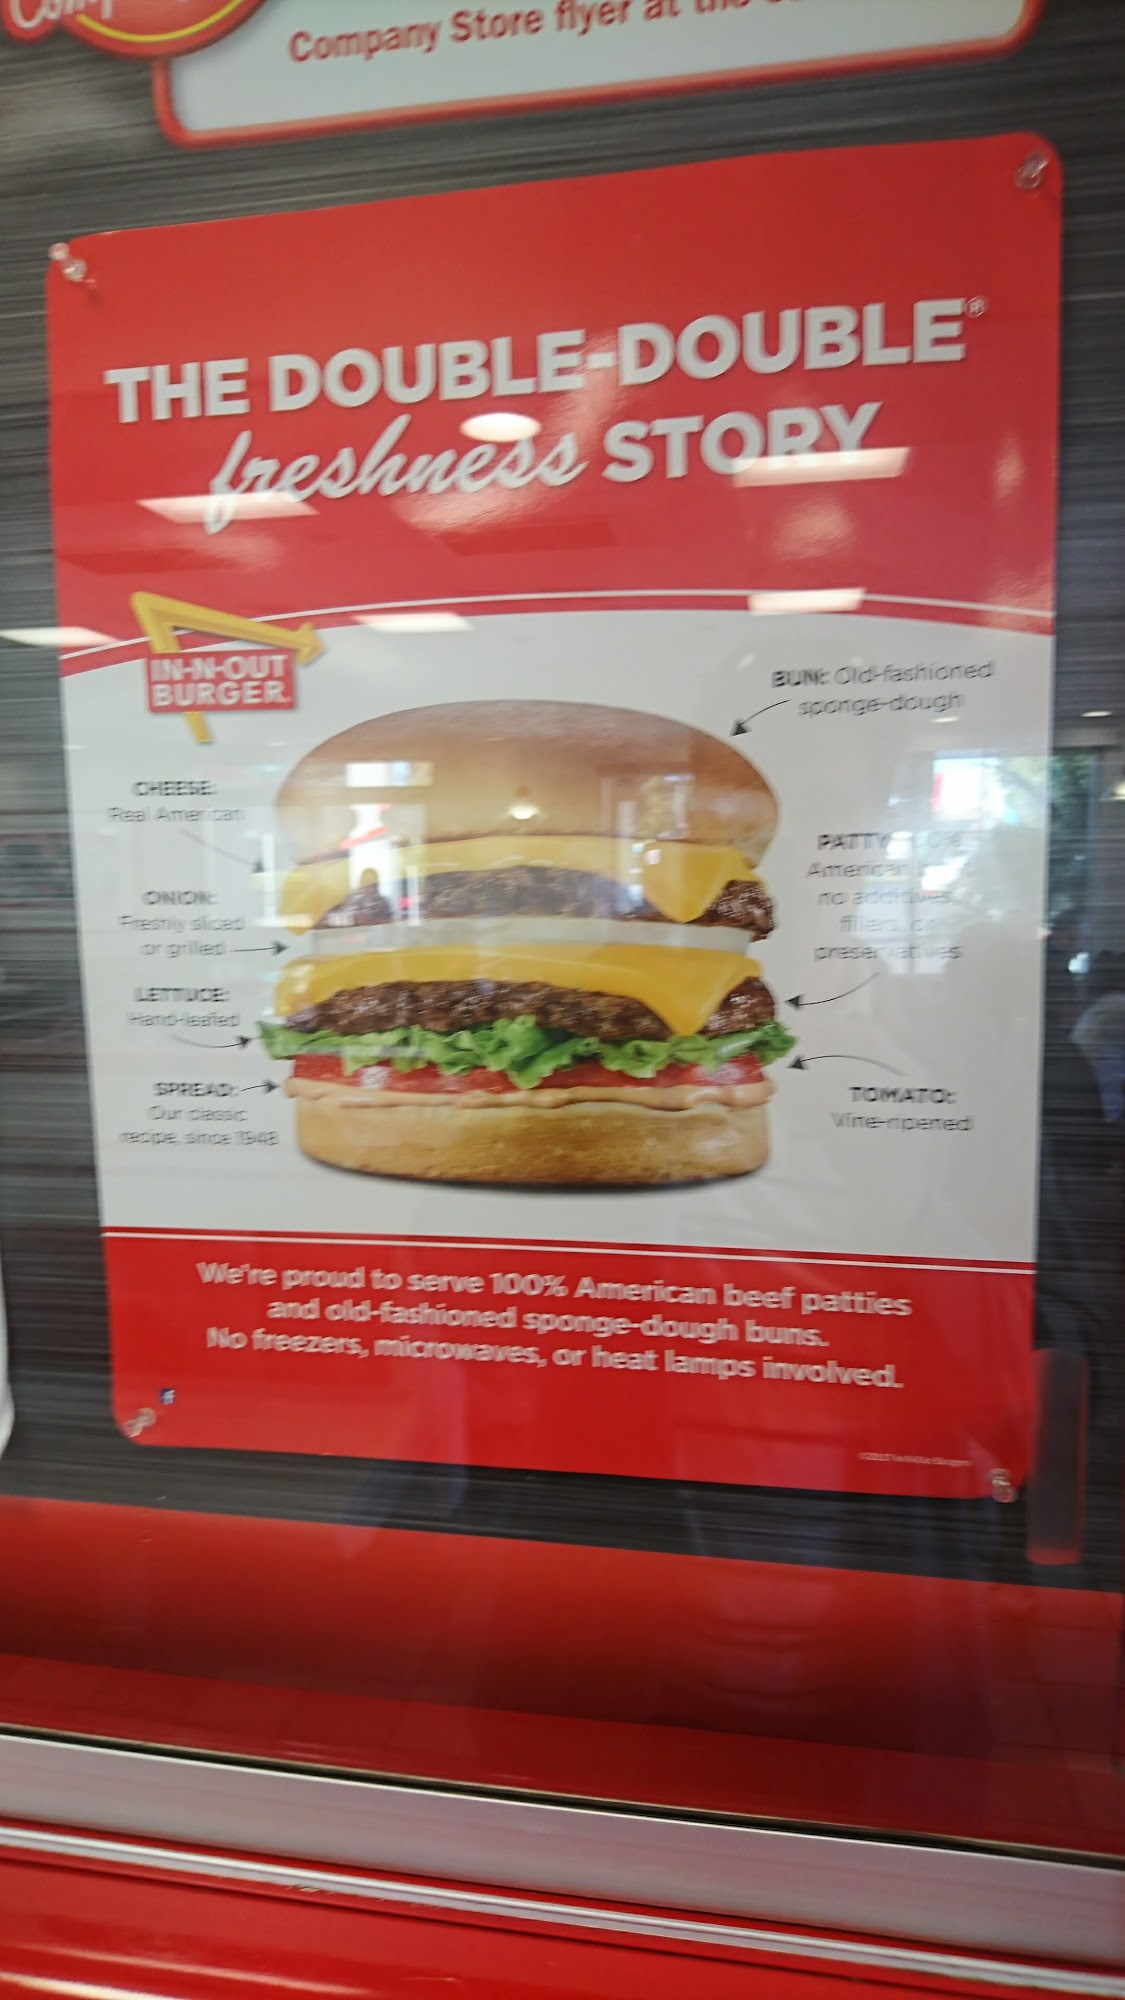 Company Store flyer at the
THE DOUBLE-DOUBLE®
freshness STORY
IN-N-OUT
BURGER
BUN: Old-fashioned
sponge-dough
CHEESE:
Real American
PATTY
American
no additives,
fillers, or
preservatives
ONION:
Freshly sliced
or grilled
LETTUCE:
Hand-leafed
SPREAD:
Our classic
recipe, since 1948
TOMATO:
Vine-ripened
We're proud to serve 100% American beef patties
and old-fashioned sponge-dough buns.
No freezers, microwaves, or heat lamps involved.